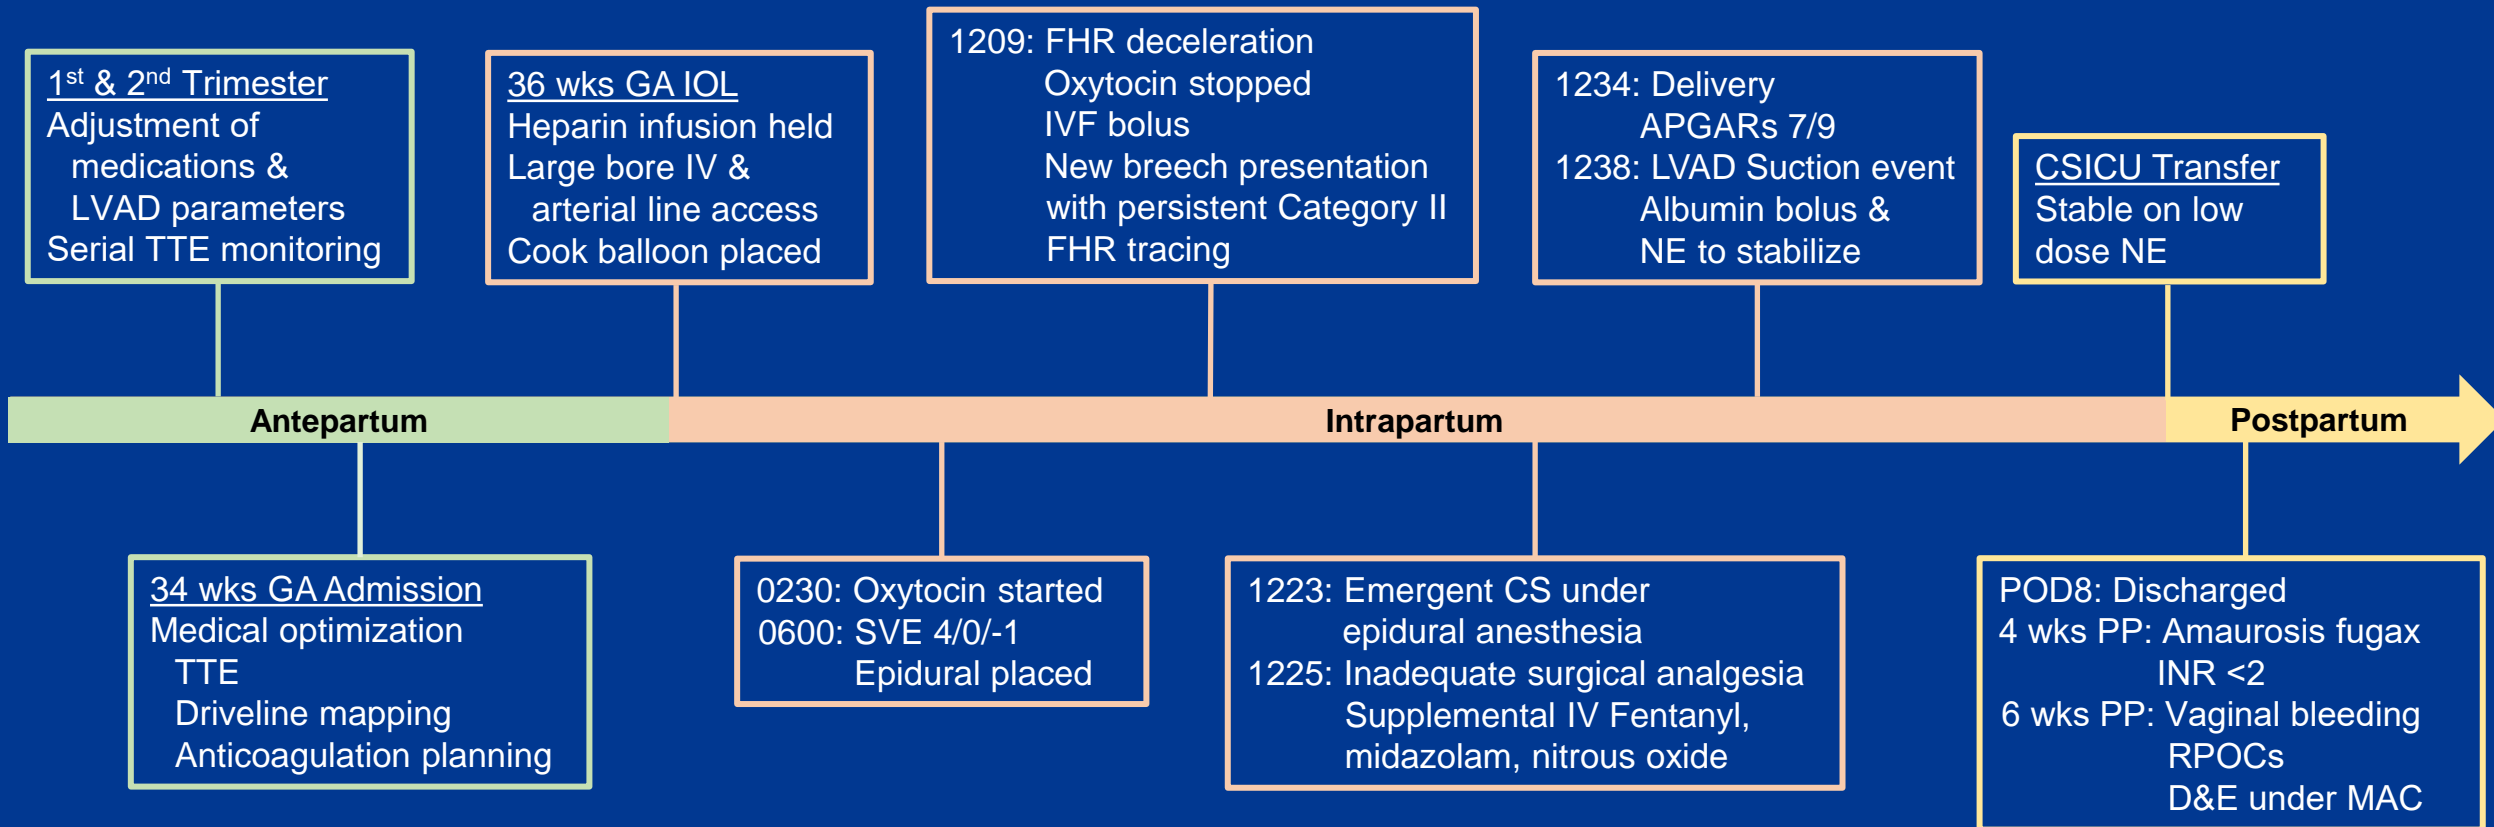 1st & 2nd Trimester
Adjustment of
medications &
LVAD parameters
Serial TTE monitoring
36 wks GA IOL
Heparin infusion held
Large bore IV &
arterial line access
Cook balloon placed
1209: FHR deceleration
Oxytocin stopped
IVF bolus
New breech presentation
with persistent Category II
FHR tracing
1234: Delivery
APGARs 7/9
1238: LVAD Suction event
Albumin bolus &
NE to stabilize
CSICU Transfer
Stable on low
dose NE
Antepartum
Intrapartum
Postpartum
34 wks GA Admission
Medical optimization
TTE
Driveline mapping
Anticoagulation planning
0230: Oxytocin started
0600: SVE 4/0/-1
Epidural placed
1223: Emergent CS under
epidural anesthesia
1225: Inadequate surgical analgesia
Supplemental IV Fentanyl,
midazolam, nitrous oxide
POD8: Discharged
4 wks PP: Amaurosis fugax
INR <2
6 wks PP: Vaginal bleeding
RPOCs
D&E under MAC